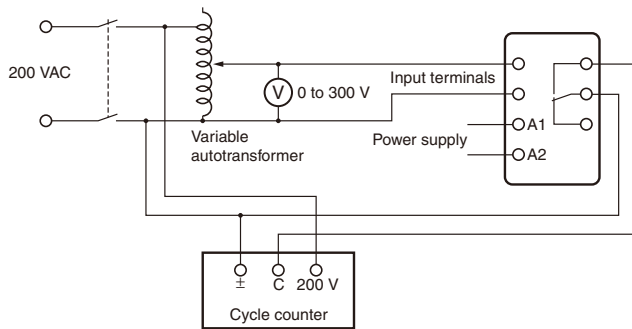 200 VAC
V
0 to 300 V
Input terminals
Variable
autotransformer
Power supply
A1
A2
± C 200 V
Cycle counter